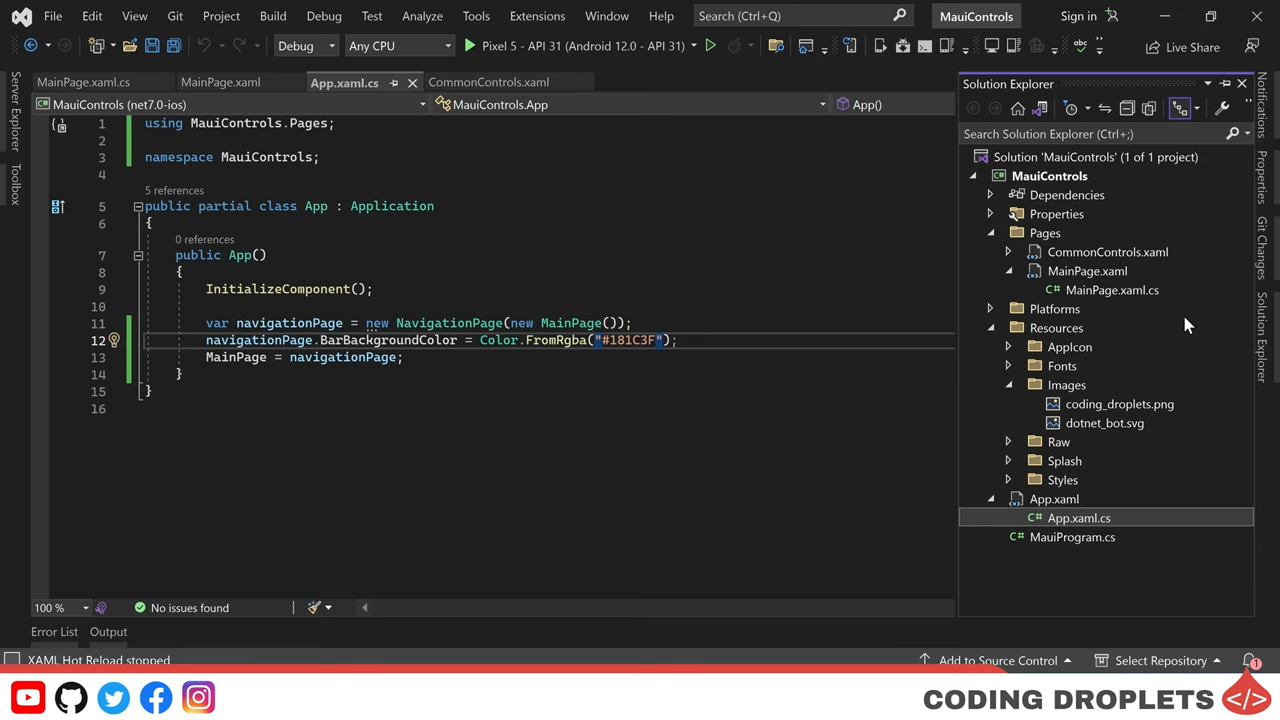 File Edit View Git Project Build Debug Test Analyze Tools Extensions Window Help Search (Ctrl+Q) MauiControls Sign in
Debug Any CPU Pixel 5 - API 31 (Android 12.0 - API 31) Live Share
MainPage.xaml.cs MainPage.xaml App.xaml.cs CommonControls.xaml
MauiControls (net7.0-ios) MauiControls.App App()
1 using MauiControls.Pages;
2
3 namespace MauiControls;
4
5 references
5 public partial class App : Application
6 {
0 references
7 public App()
8 {
9 InitializeComponent();
10
11 var navigationPage = new NavigationPage(new MainPage());
12 navigationPage.BarBackgroundColor = Color.FromRgba("#181C3F");
13 MainPage = navigationPage;
14 }
15 }
16
100 % No issues found
Error List Output
XAML Hot Reload stopped
Add to Source Control Select Repository 1
Server Explorer
Toolbox
Solution Explorer
Search Solution Explorer (Ctrl+;)
Solution 'MauiControls' (1 of 1 project)
MauiControls
Dependencies
Properties
Pages
CommonControls.xaml
MainPage.xaml
C# MainPage.xaml.cs
Platforms
Resources
AppIcon
Fonts
Images
coding_droplets.png
dotnet_bot.svg
Raw
Splash
Styles
App.xaml
C# App.xaml.cs
C# MauiProgram.cs
Notifications
Properties
Git Changes
Solution Explorer
CODING DROPLETS </>